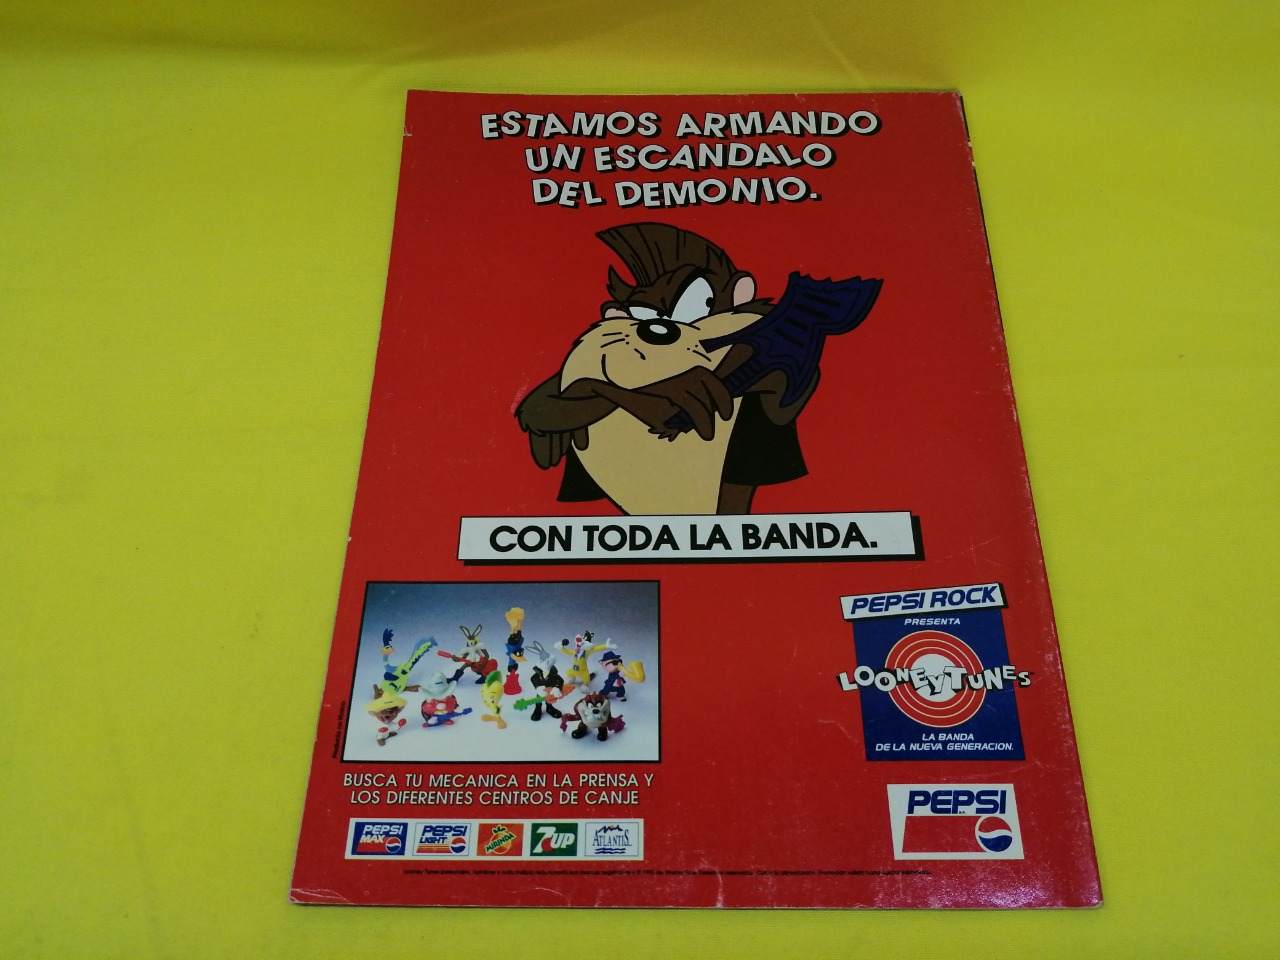 ESTAMOS ARMANDO
UN ESCANDALO
DEL DEMONIO.
CON TODA LA BANDA.
PEPSI ROCK
PRESENTA
LOONEY TUNES
LA BANDA
DE LA NUEVA GENERACION.
BUSCA TU MECANICA EN LA PRENSA Y
LOS DIFERENTES CENTROS DE CANJE
PEPSI
MAX
PEPSI
LIGHT
MIRINDA
7UP
ATLANTIS
PEPSI